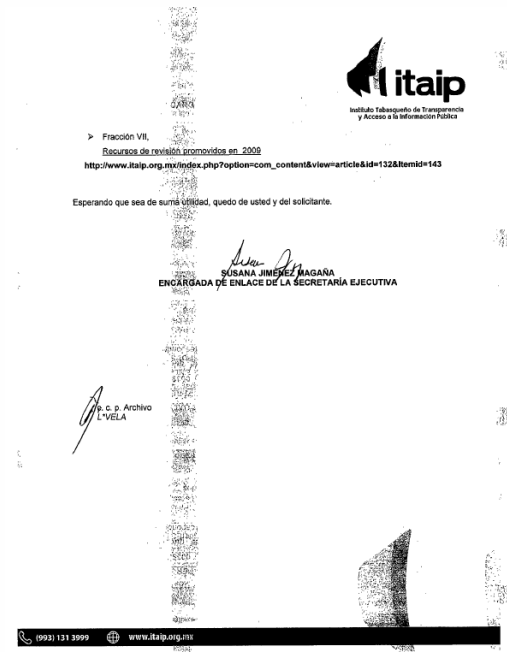 itaip
Instituto Tabasqueño de Transparencia
y Acceso a la Información Pública
➢ Fracción VII,
Recursos de revisión promovidos en 2009
http://www.itaip.org.mx/index.php?option=com_content&view=article&id=132&Itemid=143
Esperando que sea de suma utilidad, quedo de usted y del solicitante.
SUSANA JIMÉNEZ MAGAÑA
ENCARGADA DE ENLACE DE LA SECRETARÍA EJECUTIVA
c. p. Archivo
L*VELA
(993) 131 3999 www.itaip.org.mx